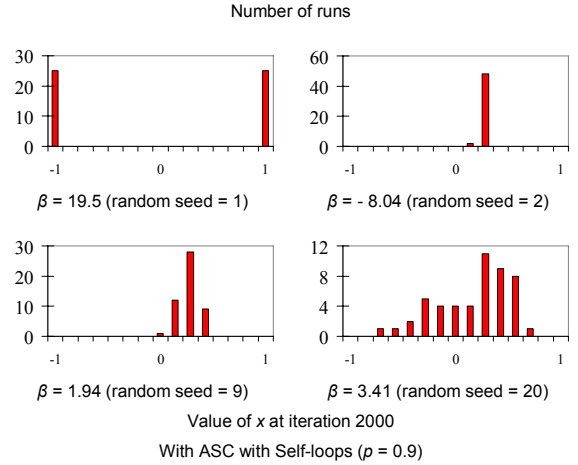 Number of runs
30
20
10
0
-1 0 1
β = 19.5 (random seed = 1)
60
40
20
0
-1 0 1
β = - 8.04 (random seed = 2)
30
20
10
0
-1 0 1
β = 1.94 (random seed = 9)
12
8
4
0
-1 0 1
β = 3.41 (random seed = 20)
Value of x at iteration 2000
With ASC with Self-loops (p = 0.9)